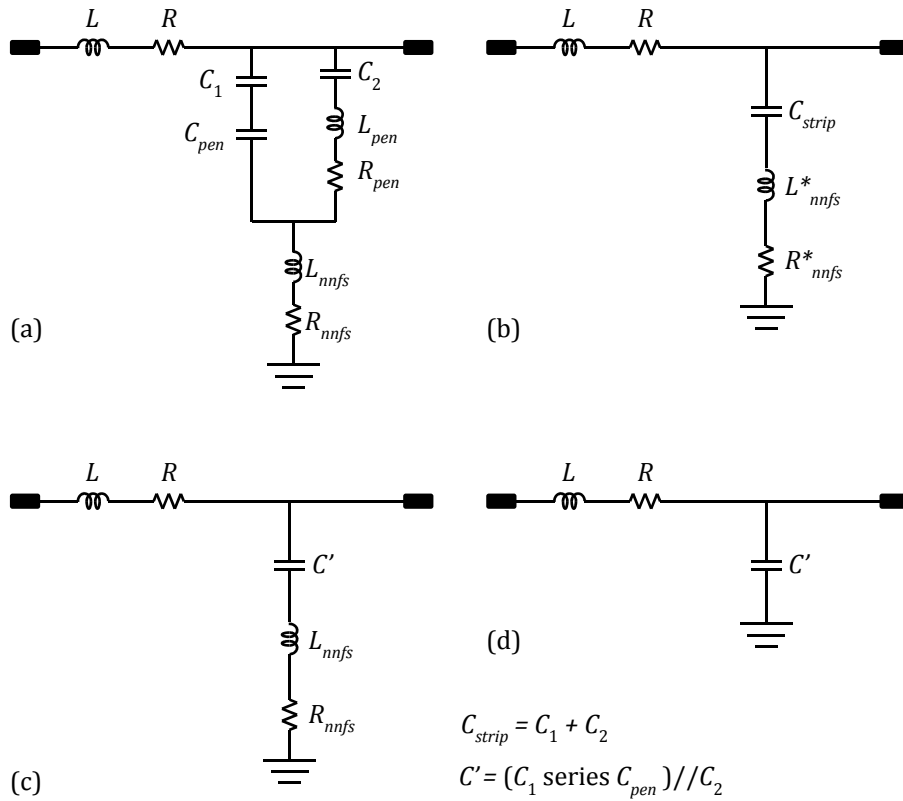 L R
C1 C2
Cpen Lpen
Rpen
Lnnfs
Rnnfs
(a)
L R
Cstrip
L*nnfs
R*nnfs
(b)
L R
C'
Lnnfs
Rnnfs
(c)
L R
C'
(d)
Cstrip = C1 + C2
C'= (C1 series Cpen )//C2